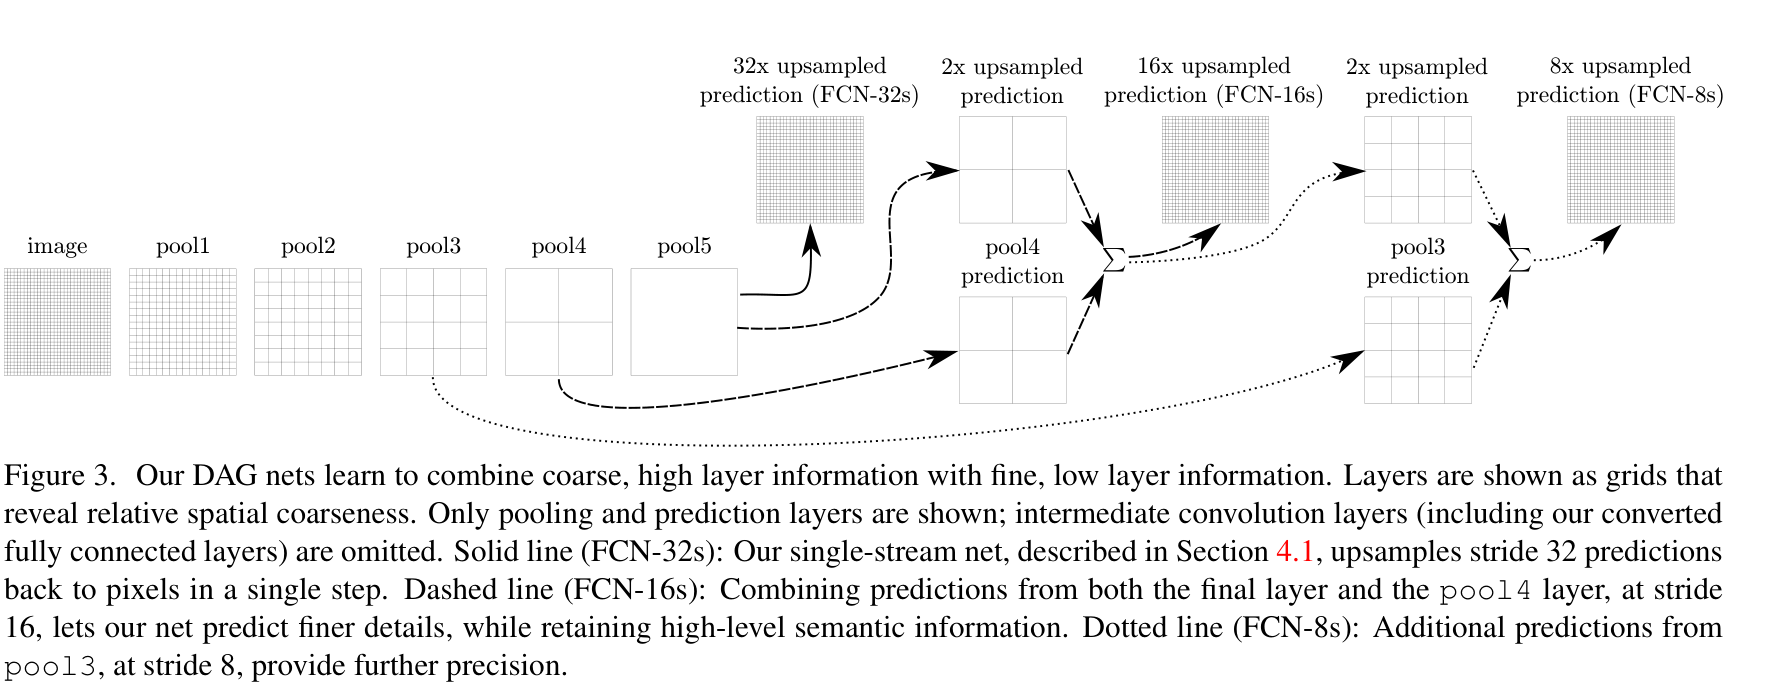 32x upsampled
prediction (FCN-32s)
2x upsampled
prediction
16x upsampled
prediction (FCN-16s)
2x upsampled
prediction
8x upsampled
prediction (FCN-8s)
image
pool1
pool2
pool3
pool4
pool5
pool4
prediction
∑
pool3
prediction
∑
Figure 3. Our DAG nets learn to combine coarse, high layer information with fine, low layer information. Layers are shown as grids that
reveal relative spatial coarseness. Only pooling and prediction layers are shown; intermediate convolution layers (including our converted
fully connected layers) are omitted. Solid line (FCN-32s): Our single-stream net, described in Section 4.1, upsamples stride 32 predictions
back to pixels in a single step. Dashed line (FCN-16s): Combining predictions from both the final layer and the pool4 layer, at stride
16, lets our net predict finer details, while retaining high-level semantic information. Dotted line (FCN-8s): Additional predictions from
pool3, at stride 8, provide further precision.